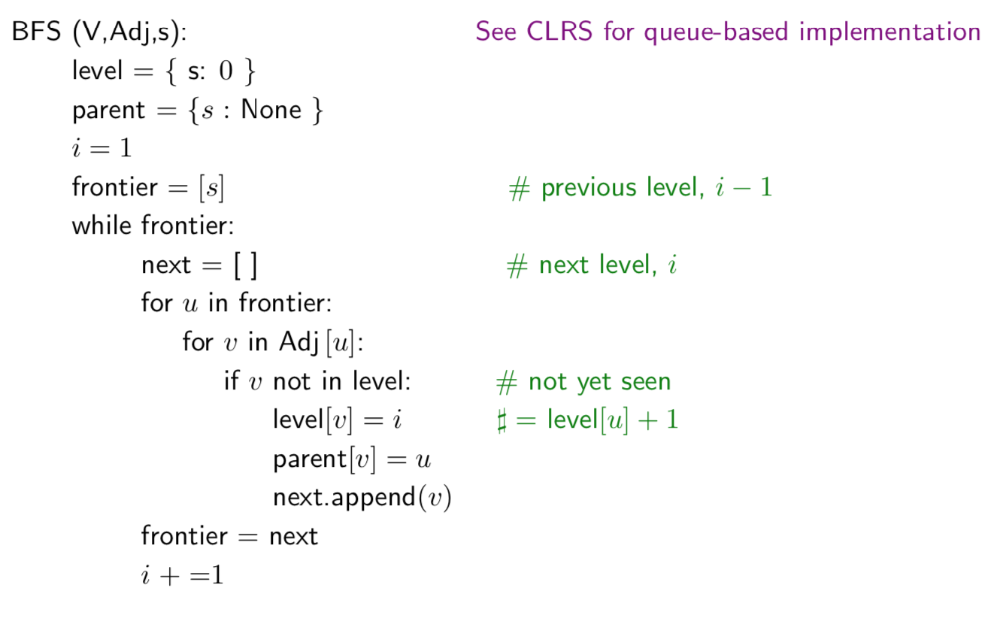 BFS (V,Adj,s): See CLRS for queue-based implementation
level = { s: 0 }
parent = {s : None }
i = 1
frontier = [s] # previous level, i − 1
while frontier:
next = [ ] # next level, i
for u in frontier:
for v in Adj [u]:
if v not in level: # not yet seen
level[v] = i ♯ = level[u] + 1
parent[v] = u
next.append(v)
frontier = next
i + =1